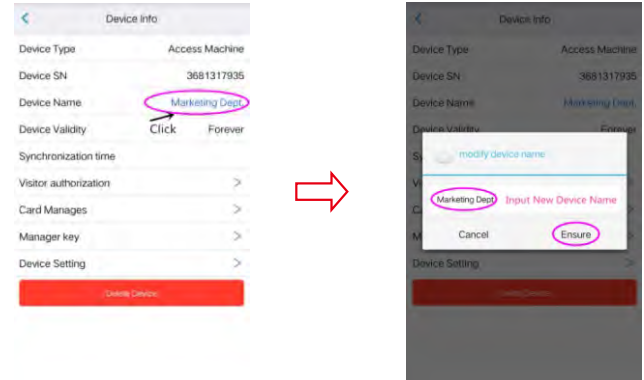 Device Info
Device Type Access Machine
Device SN 3681317935
Device Name Marketing Dept.
Device Validity Click Forever
Synchronization time
Visitor authorization >
Card Manages >
Manager key >
Device Setting >
Delete Device
Device Info
Device Type Access Machine
Device SN 3681317935
Device Name Marketing Dept.
Device Validity Forever
modify device name
Marketing Dept Input New Device Name
Cancel Ensure
Device Setting >
Delete Device